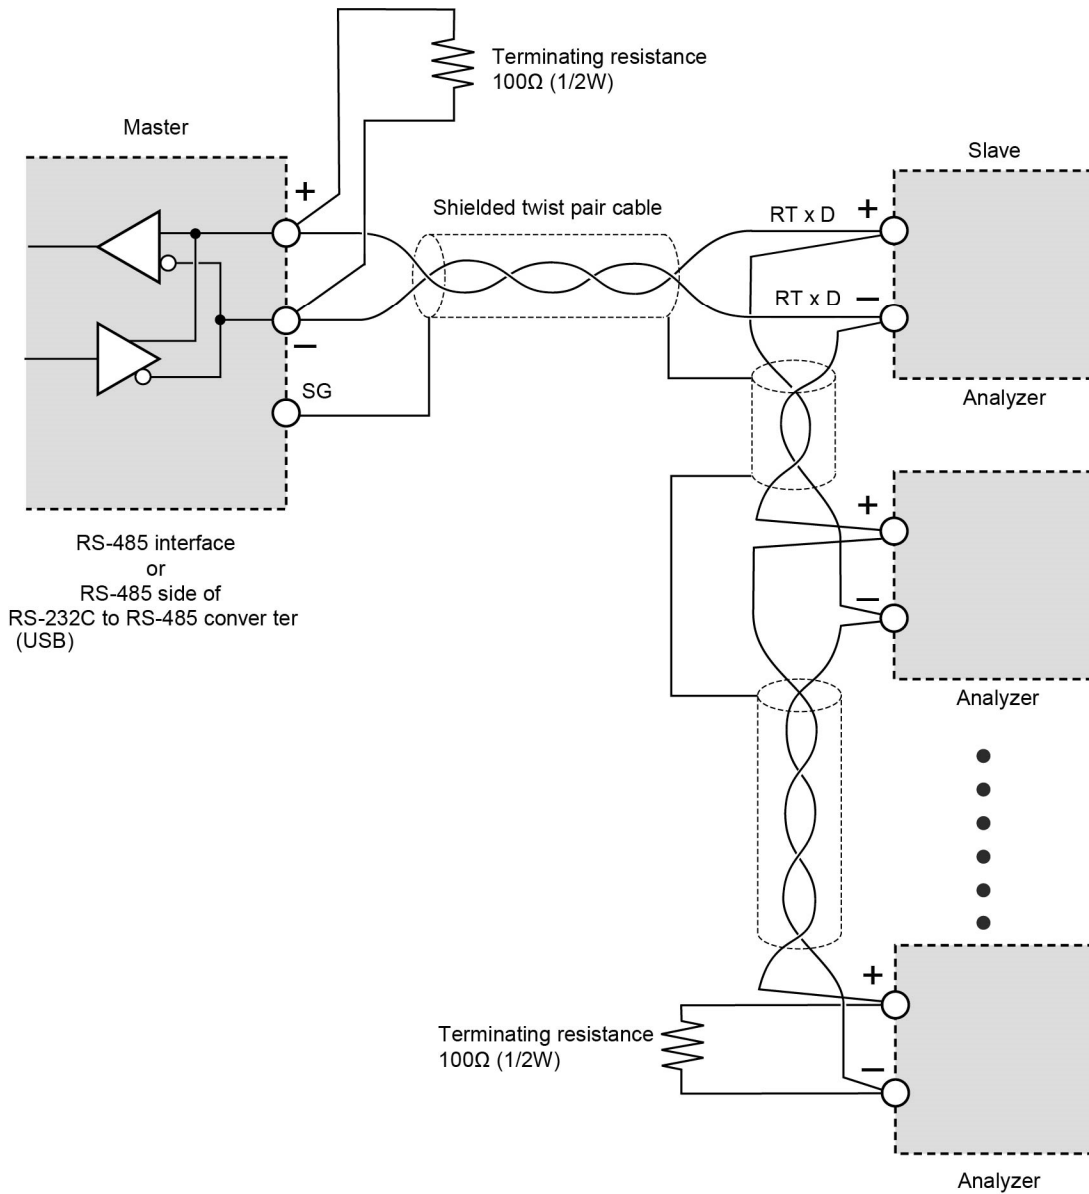 Terminating resistance
100Ω (1/2W)
Master
Slave
+
Shielded twist pair cable
RT x D
+
RT x D
−
−
SG
Analyzer
+
RS-485 interface
or
RS-485 side of
RS-232C to RS-485 conver ter
(USB)
−
Analyzer
+
Terminating resistance
100Ω (1/2W)
−
Analyzer